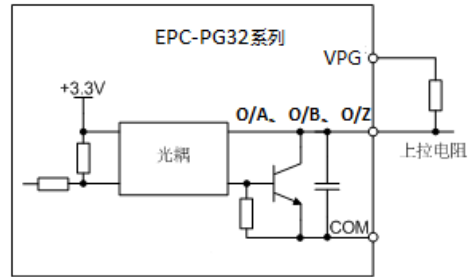 EPC-PG32系列
VPG
+3.3V
O/A、O/B、O/Z
光耦
上拉电阻
COM